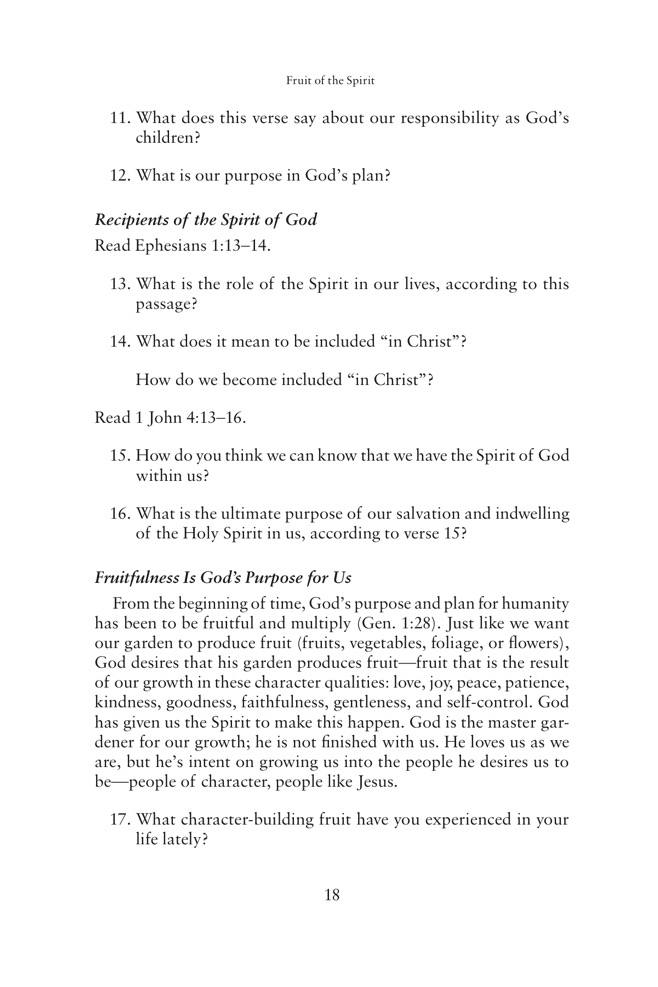 Fruit of the Spirit
11. What does this verse say about our responsibility as God’s
children?
12. What is our purpose in God’s plan?
Recipients of the Spirit of God
Read Ephesians 1:13–14.
13. What is the role of the Spirit in our lives, according to this
passage?
14. What does it mean to be included “in Christ”?
How do we become included “in Christ”?
Read 1 John 4:13–16.
15. How do you think we can know that we have the Spirit of God
within us?
16. What is the ultimate purpose of our salvation and indwelling
of the Holy Spirit in us, according to verse 15?
Fruitfulness Is God’s Purpose for Us
From the beginning of time, God’s purpose and plan for humanity
has been to be fruitful and multiply (Gen. 1:28). Just like we want
our garden to produce fruit (fruits, vegetables, foliage, or flowers),
God desires that his garden produces fruit—fruit that is the result
of our growth in these character qualities: love, joy, peace, patience,
kindness, goodness, faithfulness, gentleness, and self-control. God
has given us the Spirit to make this happen. God is the master gar-
dener for our growth; he is not finished with us. He loves us as we
are, but he’s intent on growing us into the people he desires us to
be—people of character, people like Jesus.
17. What character-building fruit have you experienced in your
life lately?
18